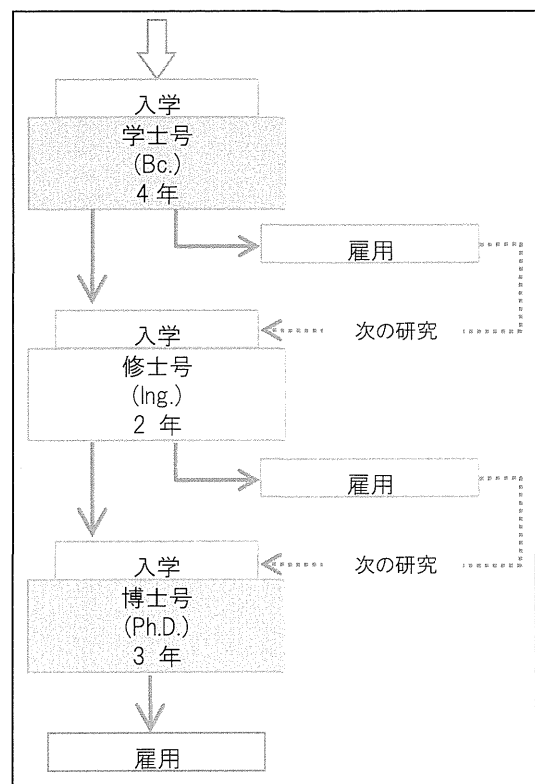 入学
学士号
(Bc.)
4 年
雇用
入学
次の研究
修士号
(Ing.)
2 年
雇用
入学
次の研究
博士号
(Ph.D.)
3 年
雇用